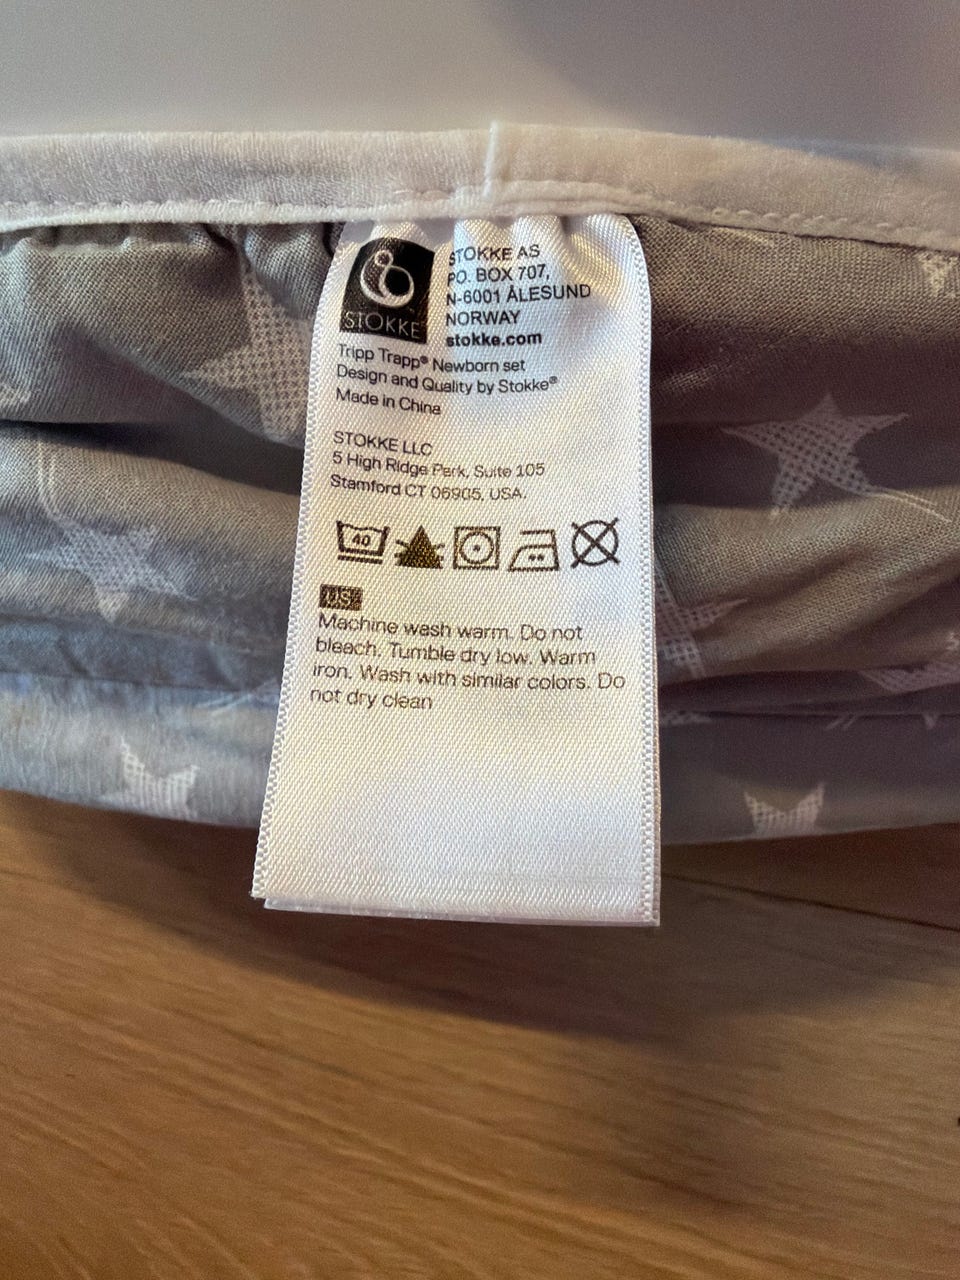 STOKKE
STOKKE AS
PO. BOX 707,
N-6001 ÅLESUND
NORWAY
stokke.com
Tripp Trapp® Newborn set
Design and Quality by Stokke®
Made in China
STOKKE LLC
5 High Ridge Park, Suite 105
Stamford CT 06905, USA.
40
US
Machine wash warm. Do not
bleach. Tumble dry low. Warm
iron. Wash with similar colors. Do
not dry clean